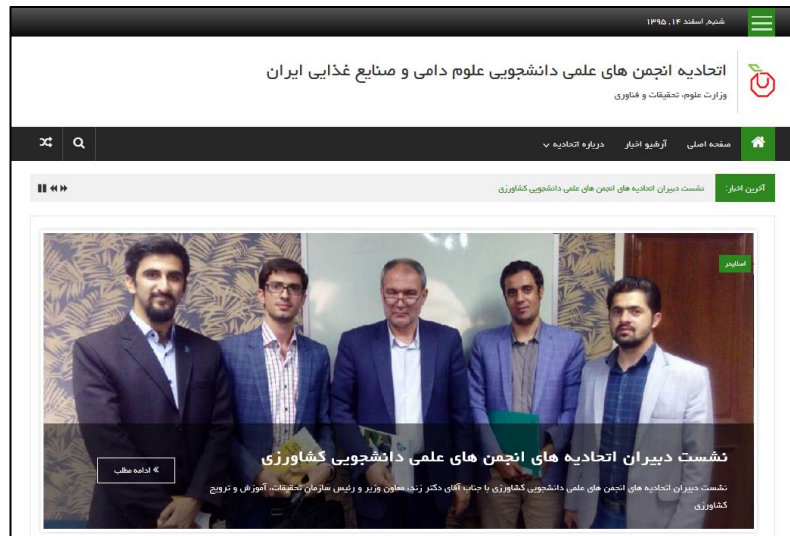 شنبه, اسفند ۱۴, ۱۳۹۵
اتحادیه انجمن های علمی دانشجویی علوم دامی و صنایع غذایی ایران
وزارت علوم، تحقیقات و فناوری
صفحه اصلی
آرشیو اخبار
درباره اتحادیه
آخرین اخبار:
نشست دبیران اتحادیه های انجمن های علمی دانشجویی کشاورزی
اسلایدر
نشست دبیران اتحادیه های انجمن های علمی دانشجویی کشاورزی
» ادامه مطلب
نشست دبیران اتحادیه های انجمن های علمی دانشجویی کشاورزی با جناب آقای دکتر زند، معاون وزیر و رئیس سازمان تحقیقات، آموزش و ترویج
کشاورزی